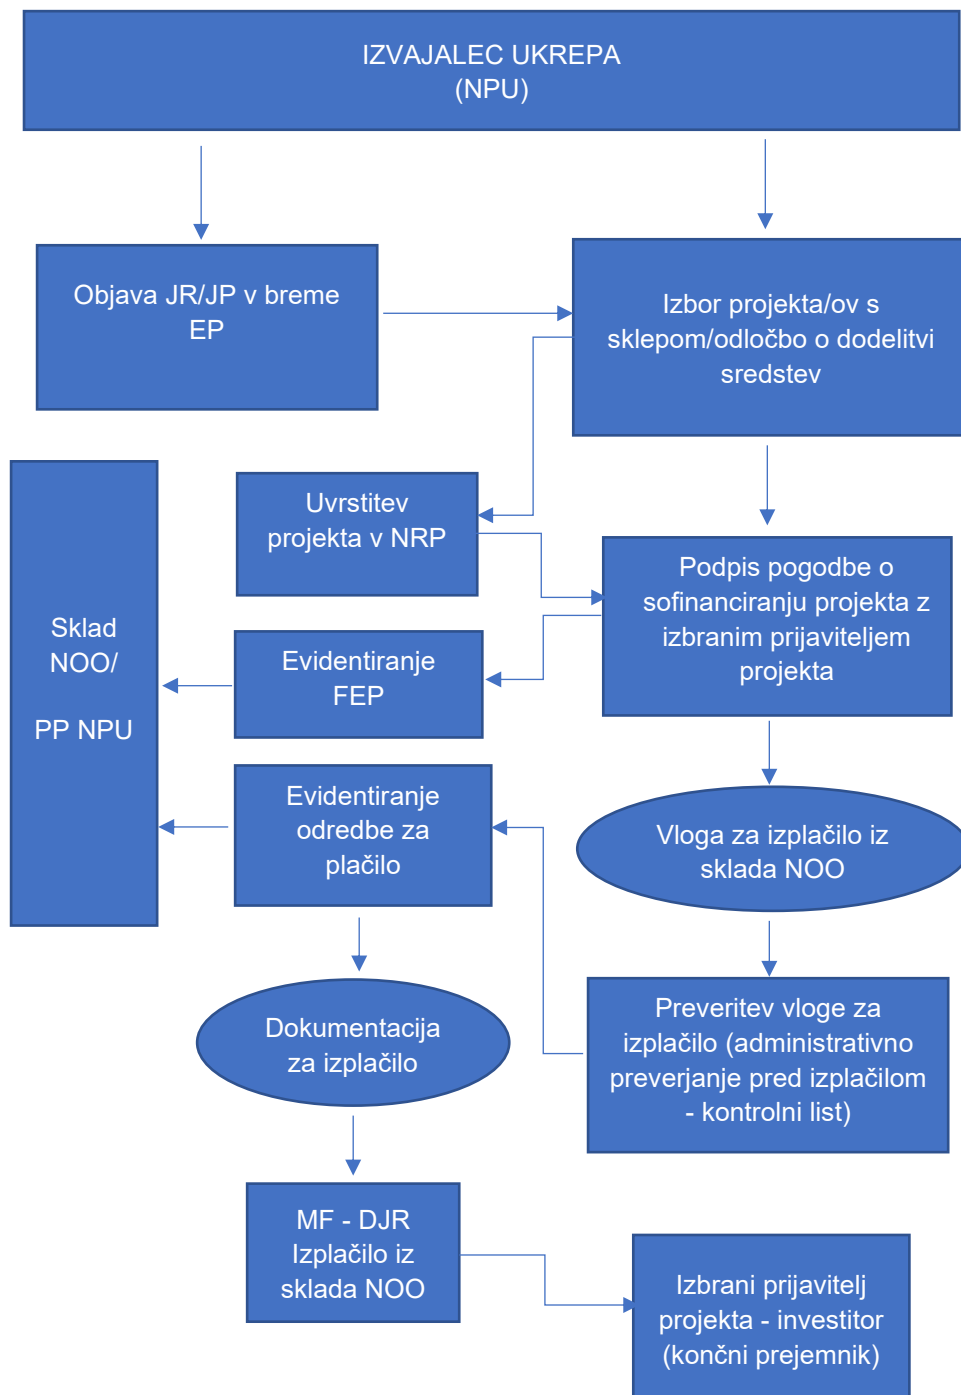 IZVAJALEC UKREPA
(NPU)
Objava JR/JP v breme
EP
Izbor projekta/ov s
sklepom/odločbo o dodelitvi
sredstev
Uvrstitev
projekta v NRP
Podpis pogodbe o
sofinanciranju projekta z
izbranim prijaviteljem
projekta
Sklad
NOO/
PP NPU
Evidentiranje
FEP
Evidentiranje
odredbe za
plačilo
Vloga za izplačilo iz
sklada NOO
Dokumentacija
za izplačilo
Preveritev vloge za
izplačilo (administrativno
preverjanje pred izplačilom
- kontrolni list)
MF - DJR
Izplačilo iz
sklada NOO
Izbrani prijavitelj
projekta - investitor
(končni prejemnik)